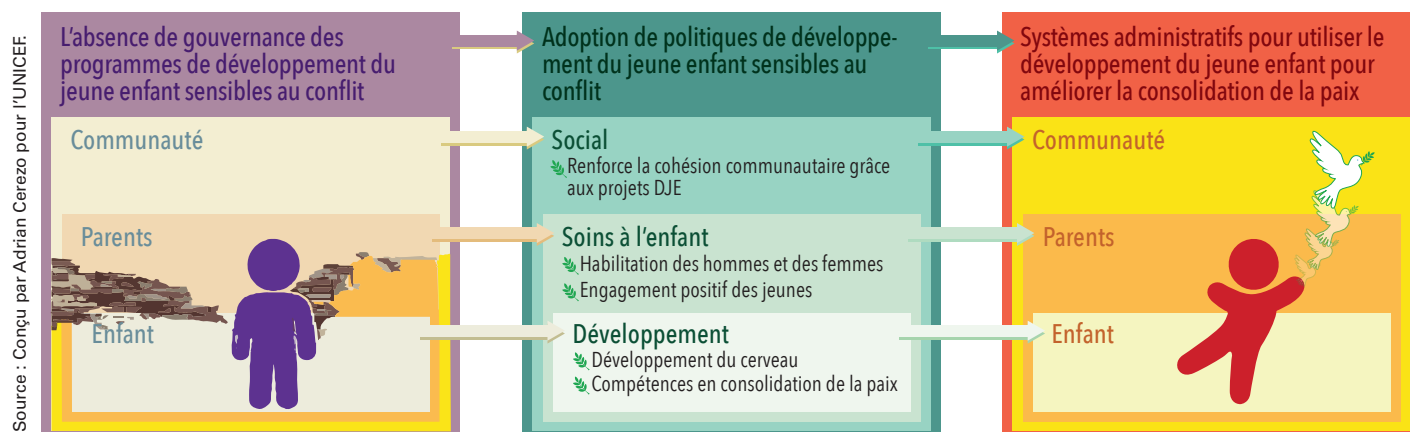 Source : Conçu par Adrian Cerezo pour l’UNICEF.
L’absence de gouvernance des
programmes de développement du
jeune enfant sensibles au conflit
Communauté
Parents
Enfant
Adoption de politiques de développe-
ment du jeune enfant sensibles au
conflit
Social
Renforce la cohésion communautaire grâce
aux projets DJE
Soins à l’enfant
Habilitation des hommes et des femmes
Engagement positif des jeunes
Développement
Développement du cerveau
Compétences en consolidation de la paix
Systèmes administratifs pour utiliser le
développement du jeune enfant pour
améliorer la consolidation de la paix
Communauté
Parents
Enfant